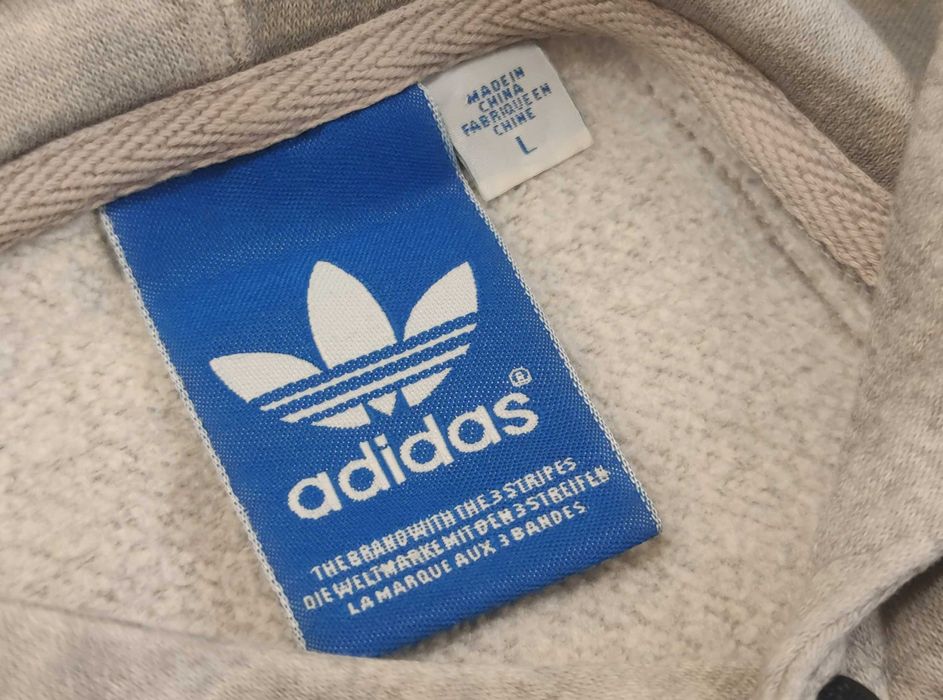 MADE IN
CHINA
FABRIQUE EN
CHINE
L
adidas®
THE BRAND WITH THE 3 STRIPES
DIE WELTMARKE MIT DEN 3 STREIFEN
LA MARQUE AUX 3 BANDES